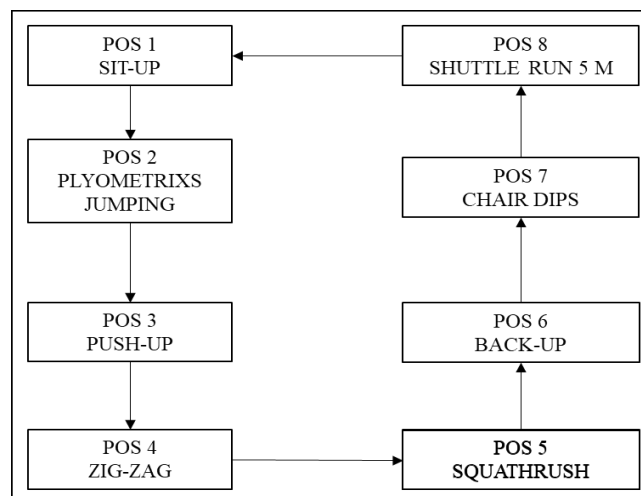 POS 1
SIT-UP
POS 2
PLYOMETRIXS
JUMPING
POS 3
PUSH-UP
POS 4
ZIG-ZAG
POS 5
SQUATHRUSH
POS 6
BACK-UP
POS 7
CHAIR DIPS
POS 8
SHUTTLE RUN 5 M